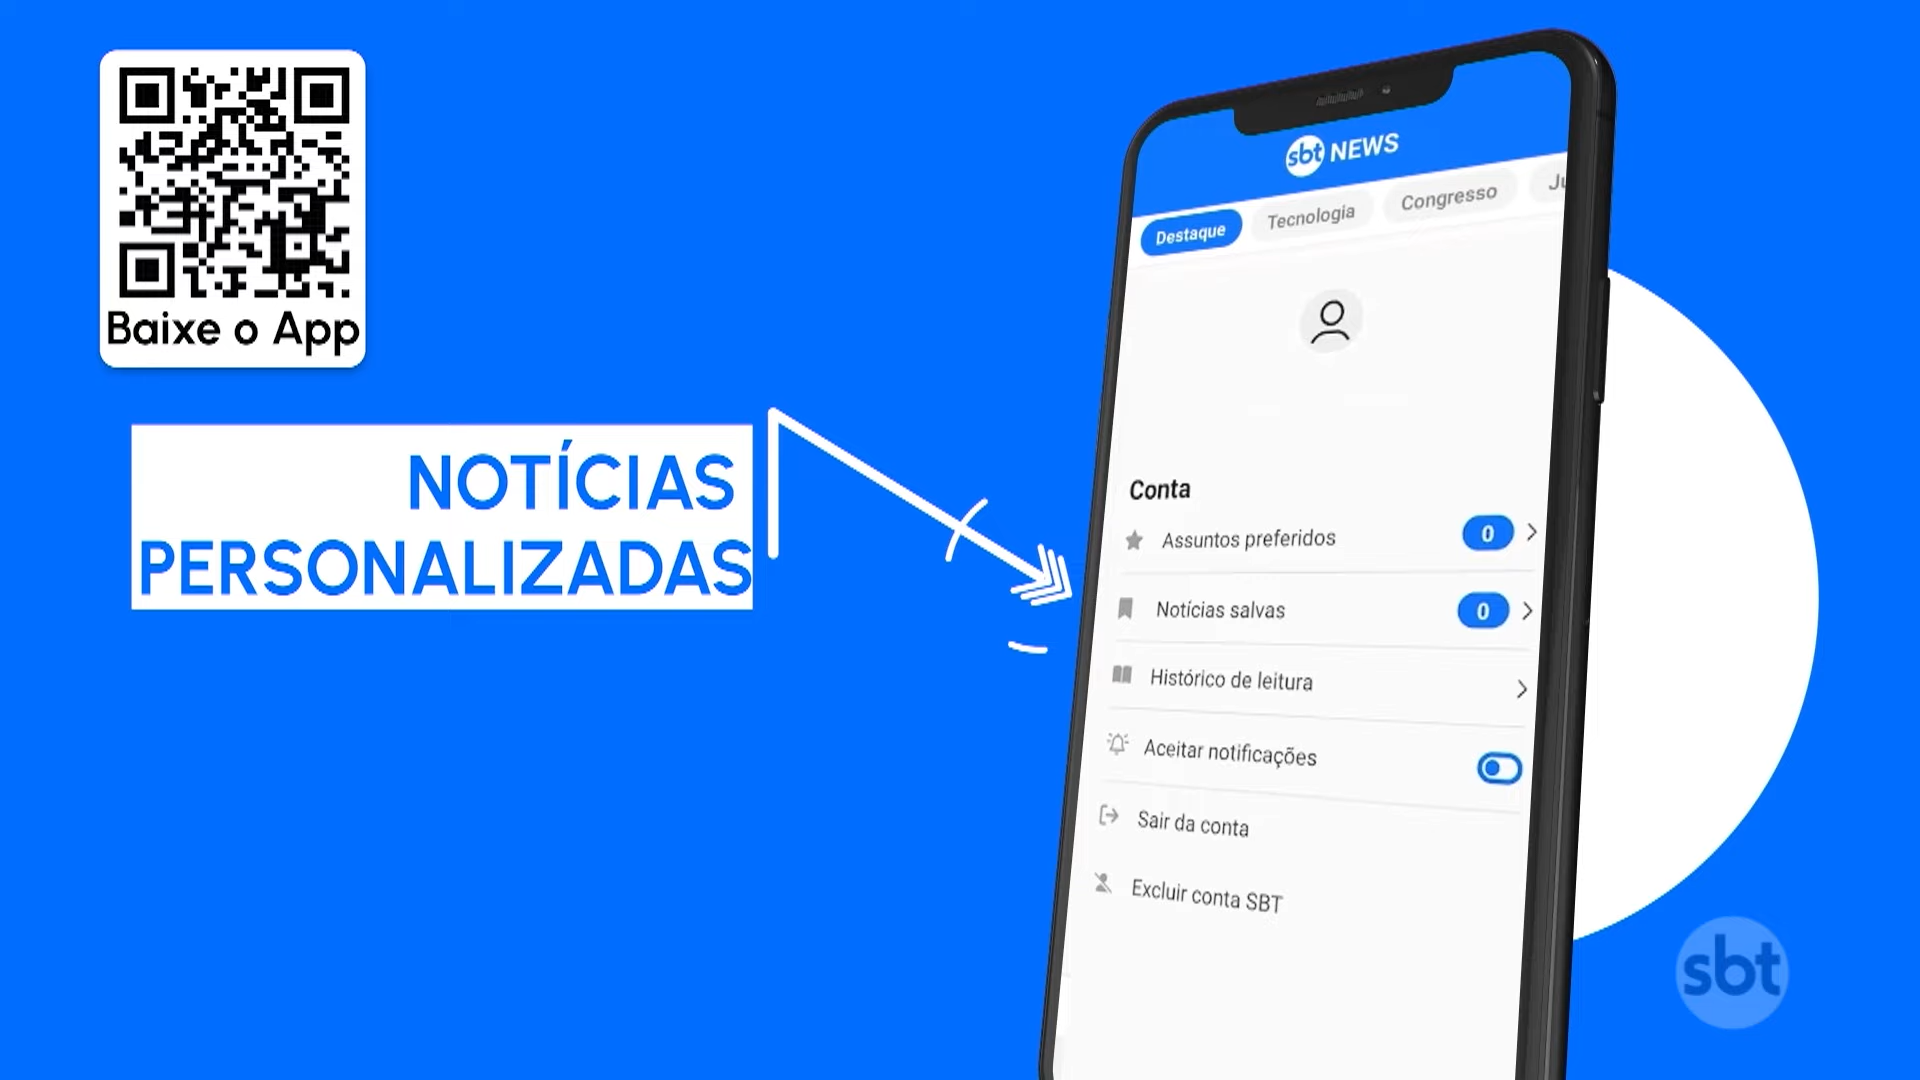 Baixe o App
NOTÍCIAS
PERSONALIZADAS
sbt NEWS
Destaque
Tecnologia
Congresso
Ju
Conta
Assuntos preferidos
0
Notícias salvas
0
Histórico de leitura
Aceitar notificações
Sair da conta
Excluir conta SBT
sbt